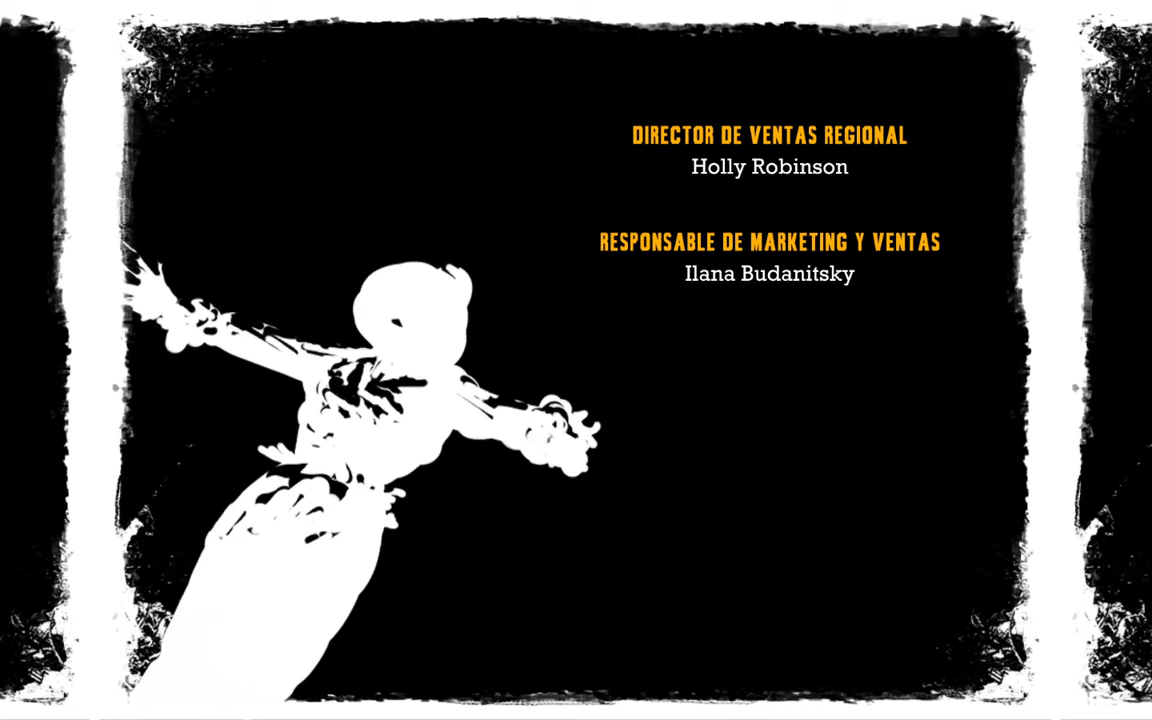 DIRECTOR DE VENTAS REGIONAL
Holly Robinson
RESPONSABLE DE MARKETING Y VENTAS
Ilana Budanitsky